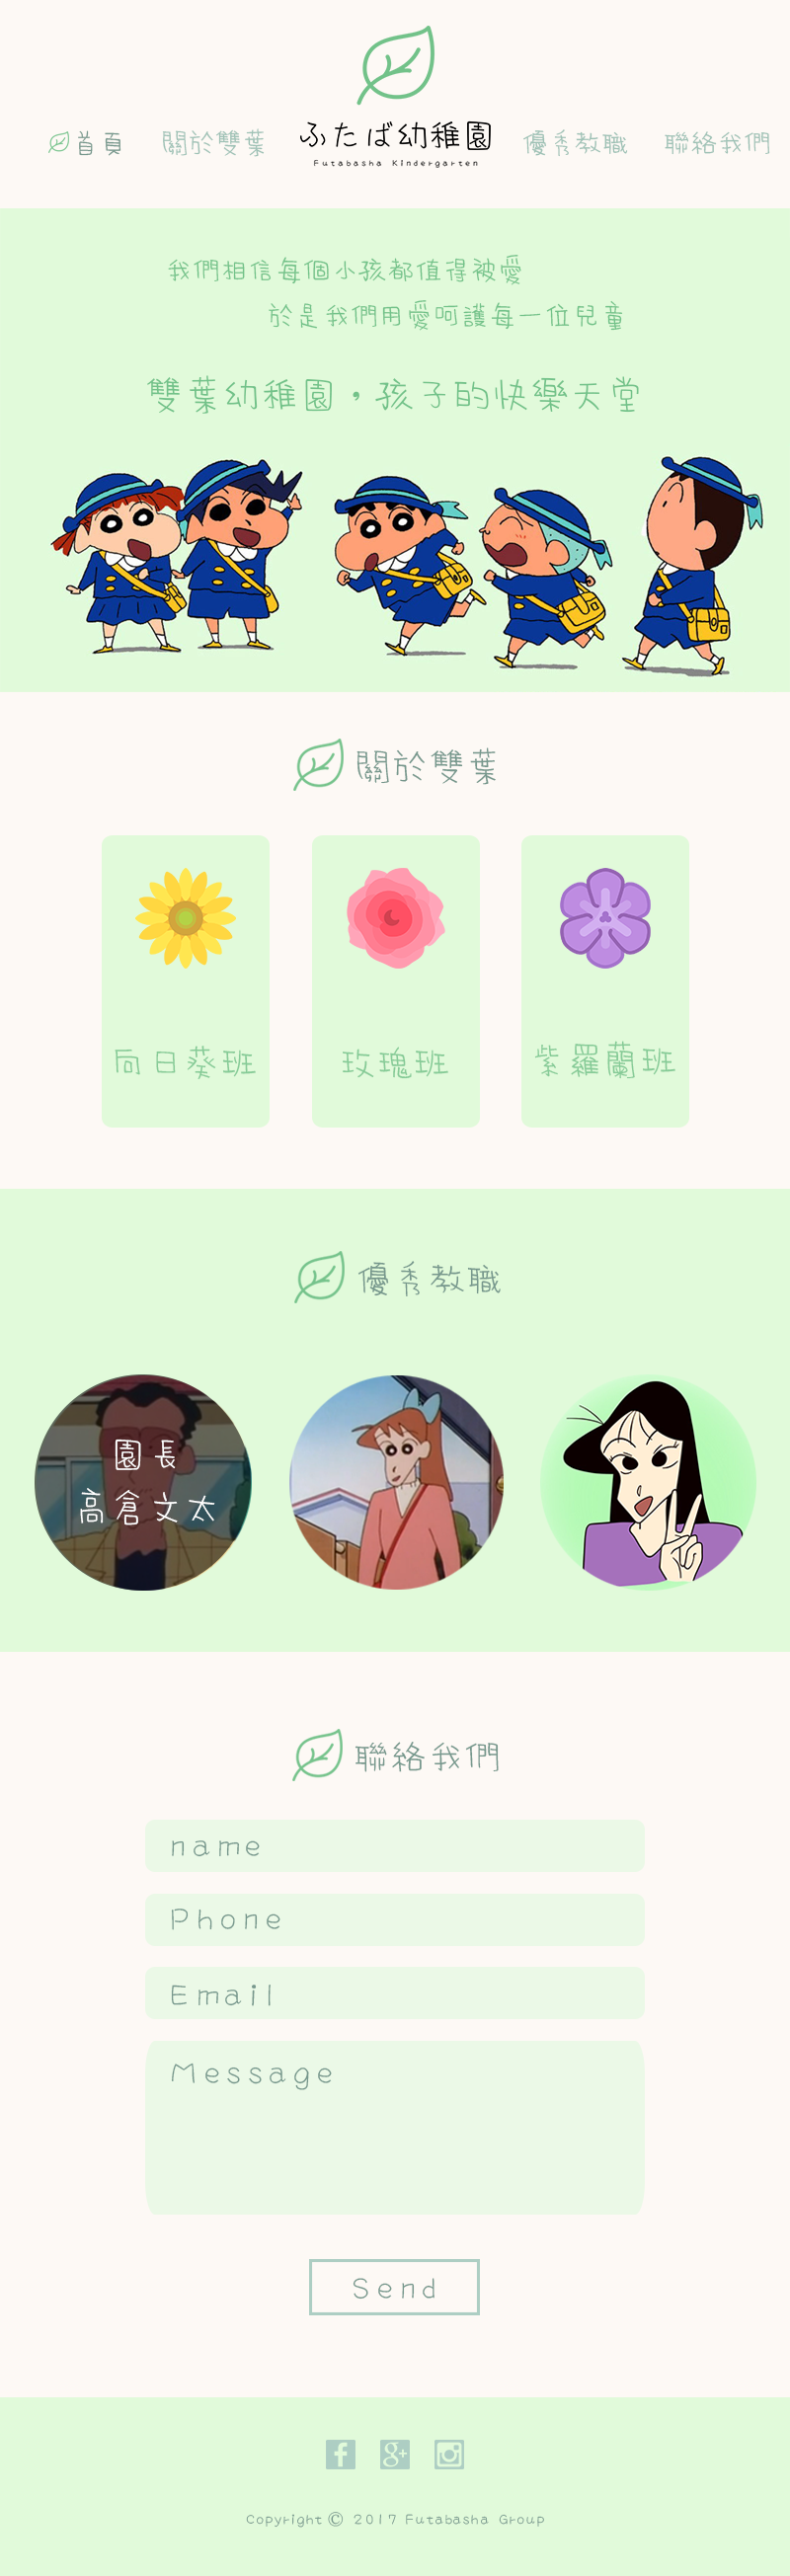 首頁
關於雙葉
ふたば幼稚園
Futabasha Kindergarten
優秀教職
聯絡我們
我們相信每個小孩都值得被愛
於是我們用愛呵護每一位兒童
雙葉幼稚園，孩子的快樂天堂
關於雙葉
向日葵班
玫瑰班
紫羅蘭班
優秀教職
園長
高倉文太
聯絡我們
name
Phone
Email
Message
Send
f
g+
Copyright © 2017 Futabasha Group